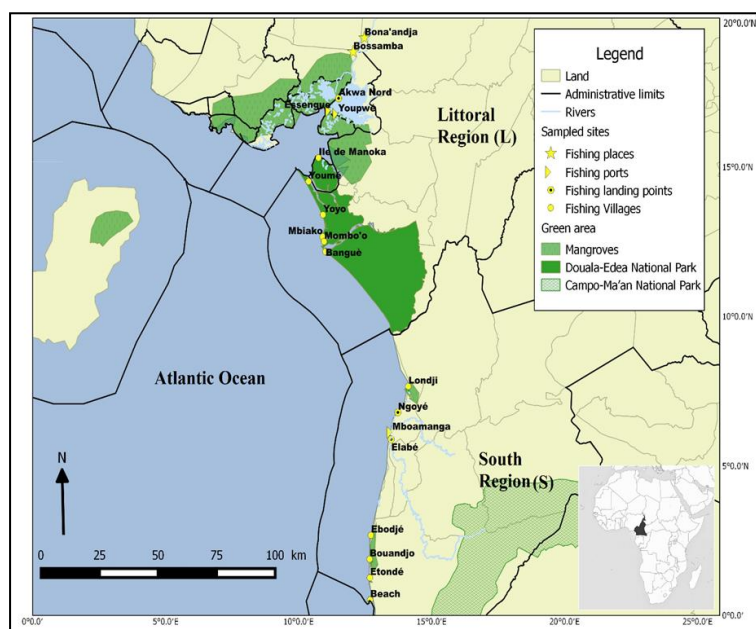 20°0.0'N
Bona'andja
Bossamba
Akwa Nord
Essengue
Youpwe
Littoral
Region (L)
Ile de Manoka
15°0.0'N
Youmé
Yoyo
Mbiako
Mombo'o
Bangué
10°0.0'N
Atlantic Ocean
Londji
Ngoyé
Mboamanga
Elabé
5°0.0'N
South
Region (S)
N
0 25 50 75 100 km
Ebodjé
Bouandjo
Etondé
Beach
0°0.0' 5°0.0'E 10°0.0'E 15°0.0'E 20°0.0'E 25°0.0'E
0°0.0'
Legend
Land
Administrative limits
Rivers
Sampled sites
Fishing places
Fishing ports
Fishing landing points
Fishing Villages
Green area
Mangroves
Douala-Edea National Park
Campo-Ma'an National Park